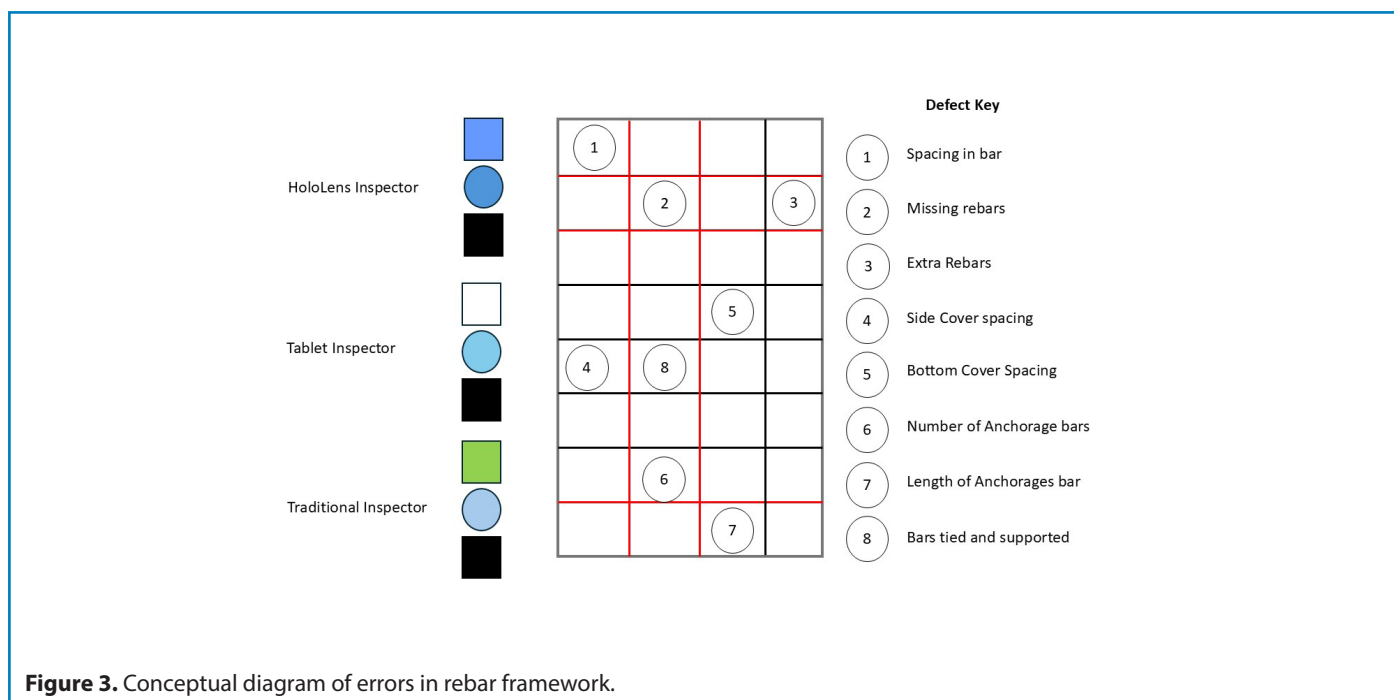 Defect Key
HoloLens Inspector
Tablet Inspector
Traditional Inspector
1
2
3
5
4
8
6
7
1 Spacing in bar
2 Missing rebars
3 Extra Rebars
4 Side Cover spacing
5 Bottom Cover Spacing
6 Number of Anchorage bars
7 Length of Anchorages bar
8 Bars tied and supported
Figure 3. Conceptual diagram of errors in rebar framework.